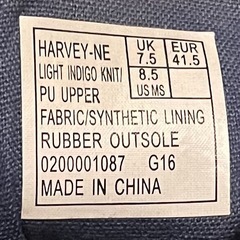 HARVEY-NE UK EUR
7.5 41.5
LIGHT INDIGO KNIT/ 8.5
PU UPPER US MS
FABRIC/SYNTHETIC LINING
RUBBER OUTSOLE
0200001087 G16
MADE IN CHINA